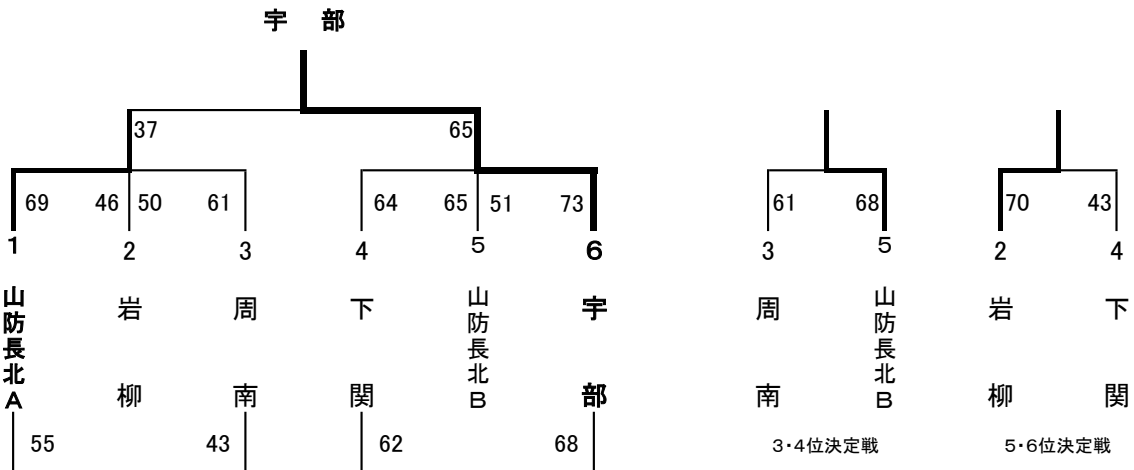 宇 部
37 65
69 46 50 61 64 65 51 73 61 68 70 43
1 2 3 4 5 6 3 5 2 4
山防長北A
岩柳
周南
下関
山防長北B
宇部
周南
山防長北B
岩柳
下関
55 43 62 68
3・4位決定戦 5・6位決定戦